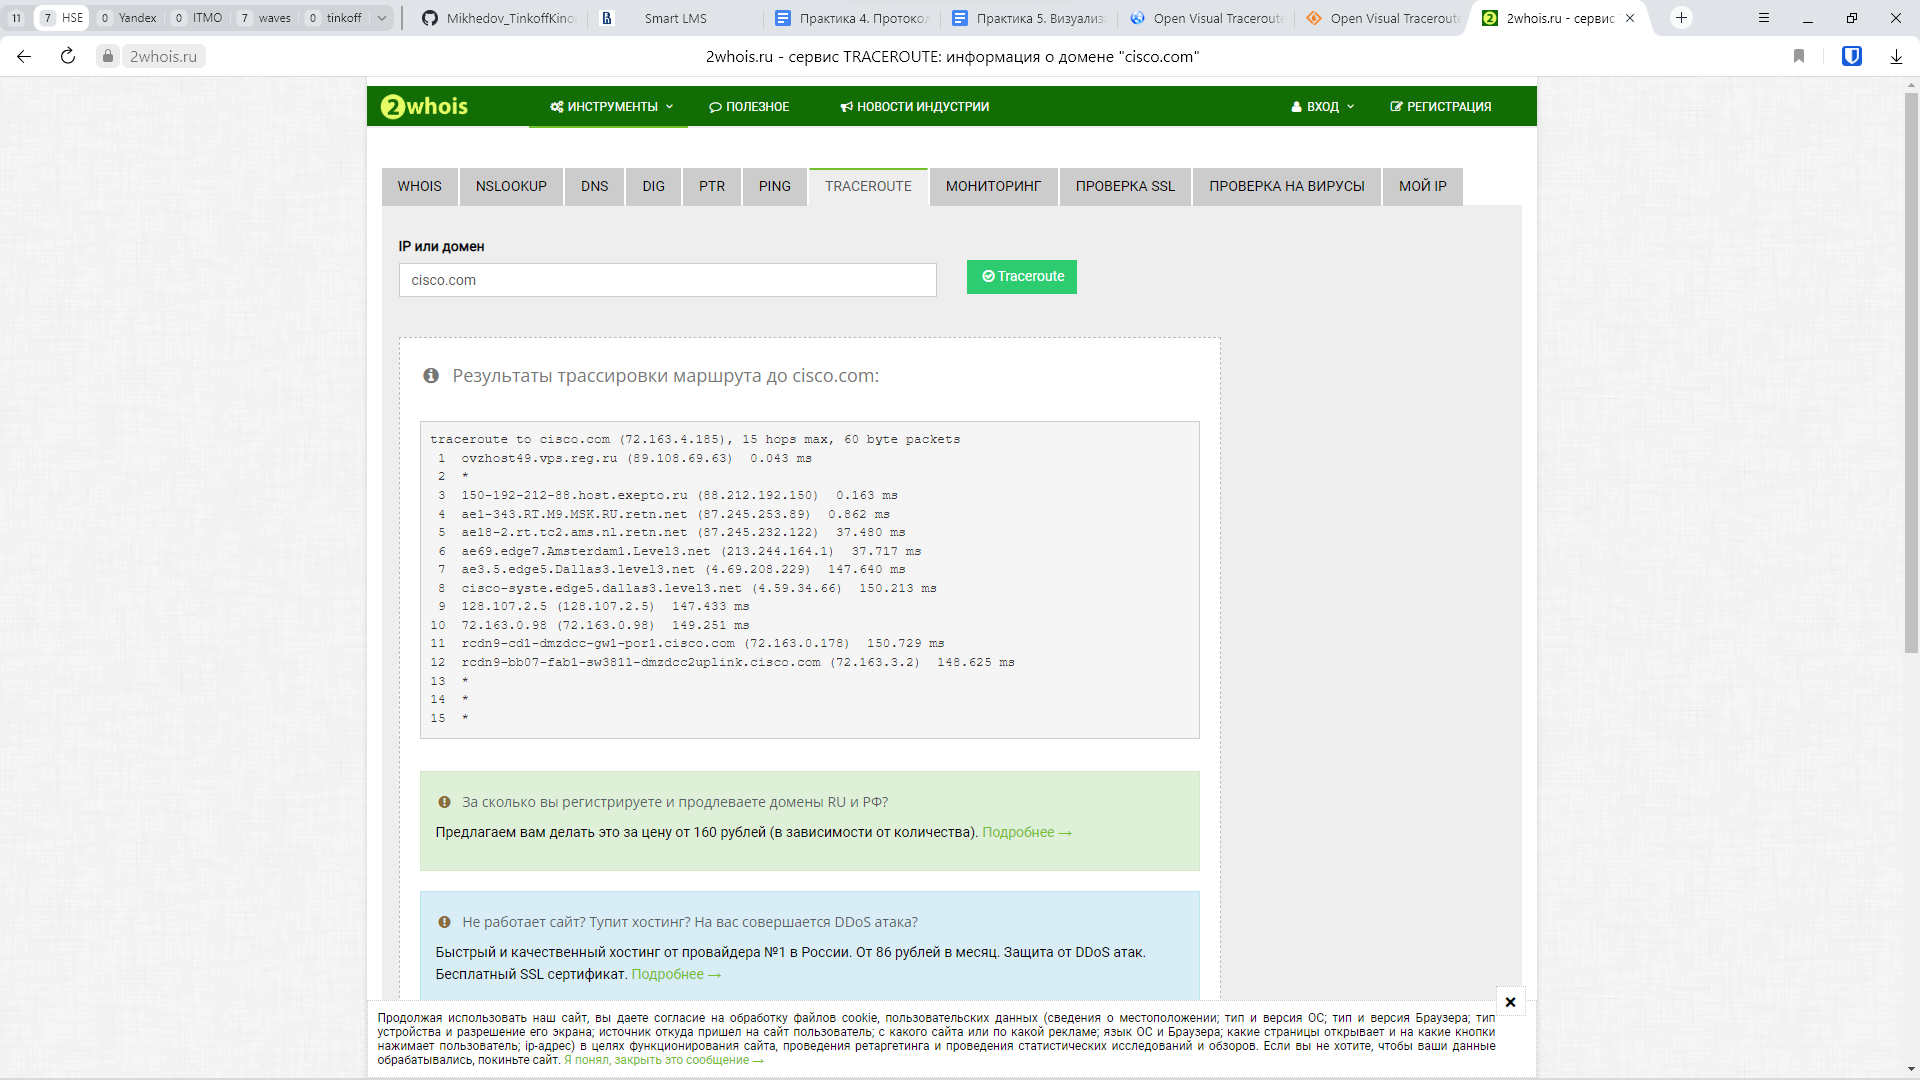 11
7 HSE
0 Yandex
0 ITMO
7 waves
0 tinkoff
Mikhedov_TinkoffKino
Smart LMS
Практика 4. Протокол
Практика 5. Визуализа
Open Visual Traceroute
Open Visual Traceroute
2whois.ru - сервис
2whois.ru
2whois.ru - сервис TRACEROUTE: информация о домене "cisco.com"
2whois
ИНСТРУМЕНТЫ
ПОЛЕЗНОЕ
НОВОСТИ ИНДУСТРИИ
ВХОД
РЕГИСТРАЦИЯ
WHOIS
NSLOOKUP
DNS
DIG
PTR
PING
TRACEROUTE
МОНИТОРИНГ
ПРОВЕРКА SSL
ПРОВЕРКА НА ВИРУСЫ
МОЙ IP
IP или домен
cisco.com
Traceroute
Результаты трассировки маршрута до cisco.com:
traceroute to cisco.com (72.163.4.185), 15 hops max, 60 byte packets
1 ovzhost49.vps.reg.ru (89.108.69.63) 0.043 ms
2 *
3 150-192-212-88.host.exepto.ru (88.212.192.150) 0.163 ms
4 ae1-343.RT.M9.MSK.RU.retn.net (87.245.253.89) 0.862 ms
5 ae18-2.rt.tc2.ams.nl.retn.net (87.245.232.122) 37.480 ms
6 ae69.edge7.Amsterdam1.Level3.net (213.244.164.1) 37.717 ms
7 ae3.5.edge5.Dallas3.level3.net (4.69.208.229) 147.640 ms
8 cisco-syste.edge5.dallas3.level3.net (4.59.34.66) 150.213 ms
9 128.107.2.5 (128.107.2.5) 147.433 ms
10 72.163.0.98 (72.163.0.98) 149.251 ms
11 rcdn9-cd1-dmzdcc-gw1-por1.cisco.com (72.163.0.178) 150.729 ms
12 rcdn9-bb07-fab1-sw3811-dmzdcc2uplink.cisco.com (72.163.3.2) 148.625 ms
13 *
14 *
15 *
За сколько вы регистрируете и продлеваете домены RU и РФ?
Предлагаем вам делать это за цену от 160 рублей (в зависимости от количества). Подробнее →
Не работает сайт? Тупит хостинг? На вас совершается DDoS атака?
Быстрый и качественный хостинг от провайдера №1 в России. От 86 рублей в месяц. Защита от DDoS атак.
Бесплатный SSL сертификат. Подробнее →
Продолжая использовать наш сайт, вы даете согласие на обработку файлов cookie, пользовательских данных (сведения о местоположении; тип и версия ОС; тип и версия Браузера; тип
устройства и разрешение его экрана; источник откуда пришел на сайт пользователь; с какого сайта или по какой рекламе; язык ОС и Браузера; какие страницы открывает и на какие кнопки
нажимает пользователь; ip-адрес) в целях функционирования сайта, проведения ретаргетинга и проведения статистических исследований и обзоров. Если вы не хотите, чтобы ваши данные
обрабатывались, покиньте сайт. Я понял, закрыть это сообщение →